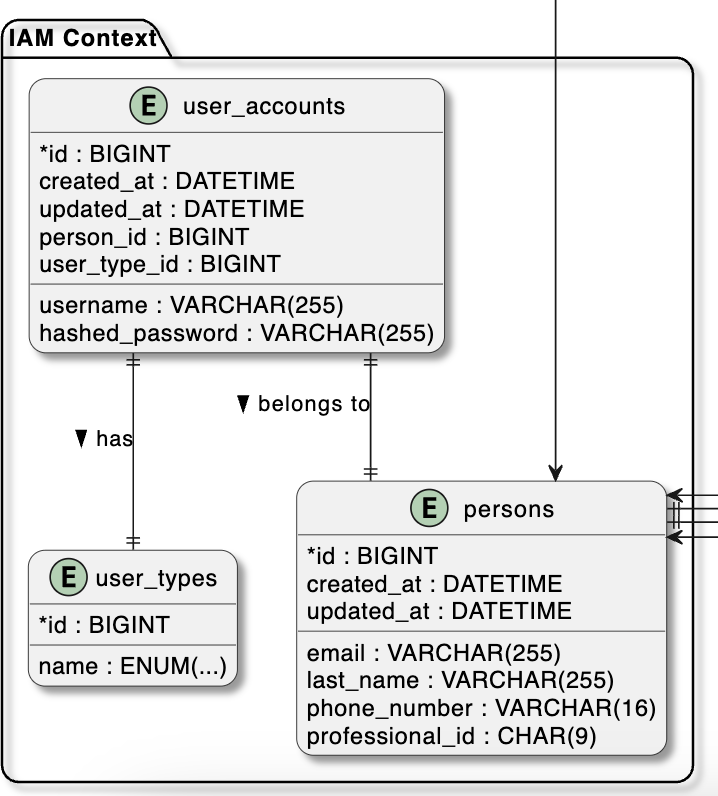 IAM Context
E user_accounts
*id : BIGINT
created_at : DATETIME
updated_at : DATETIME
person_id : BIGINT
user_type_id : BIGINT
username : VARCHAR(255)
hashed_password : VARCHAR(255)
belongs to
has
E persons
*id : BIGINT
created_at : DATETIME
updated_at : DATETIME
email : VARCHAR(255)
last_name : VARCHAR(255)
phone_number : VARCHAR(16)
professional_id : CHAR(9)
E user_types
*id : BIGINT
name : ENUM(...)